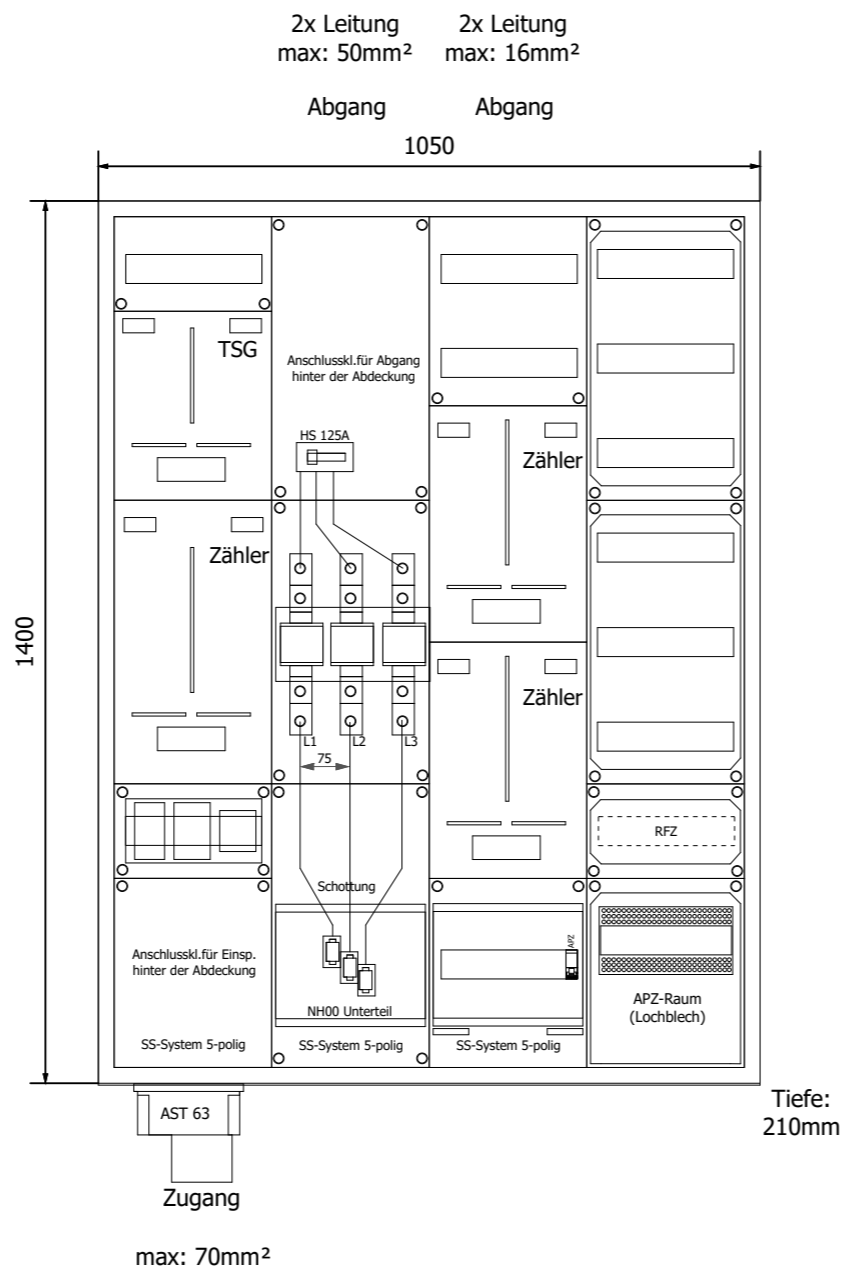 2x Leitung
max: 50mm²
2x Leitung
max: 16mm²
Abgang
Abgang
1050
1400
TSG
Anschlusskl.für Abgang
hinter der Abdeckung
HS 125A
Zähler
Zähler
Zähler
L1
L2
L3
75
RFZ
Schottung
Anschlusskl.für Einsp.
hinter der Abdeckung
APZ
NH00 Unterteil
APZ-Raum
(Lochblech)
SS-System 5-polig
SS-System 5-polig
SS-System 5-polig
AST 63
Tiefe:
210mm
Zugang
max: 70mm²